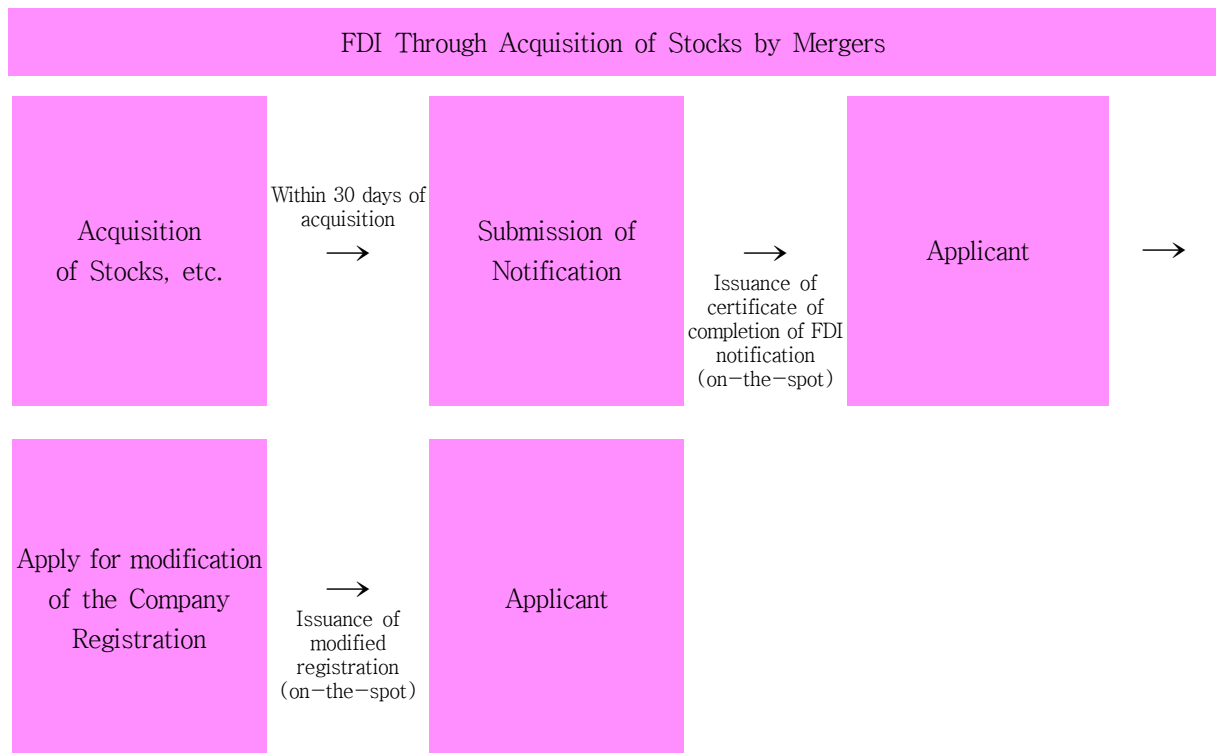 FDI Through Acquisition of Stocks by Mergers
Acquisition
of Stocks, etc.
Within 30 days of
acquisition
→
Submission of
Notification
→
Issuance of
certificate of
completion of FDI
notification
(on-the-spot)
Applicant
→
Apply for modification
of the Company
Registration
→
Issuance of
modified
registration
(on-the-spot)
Applicant